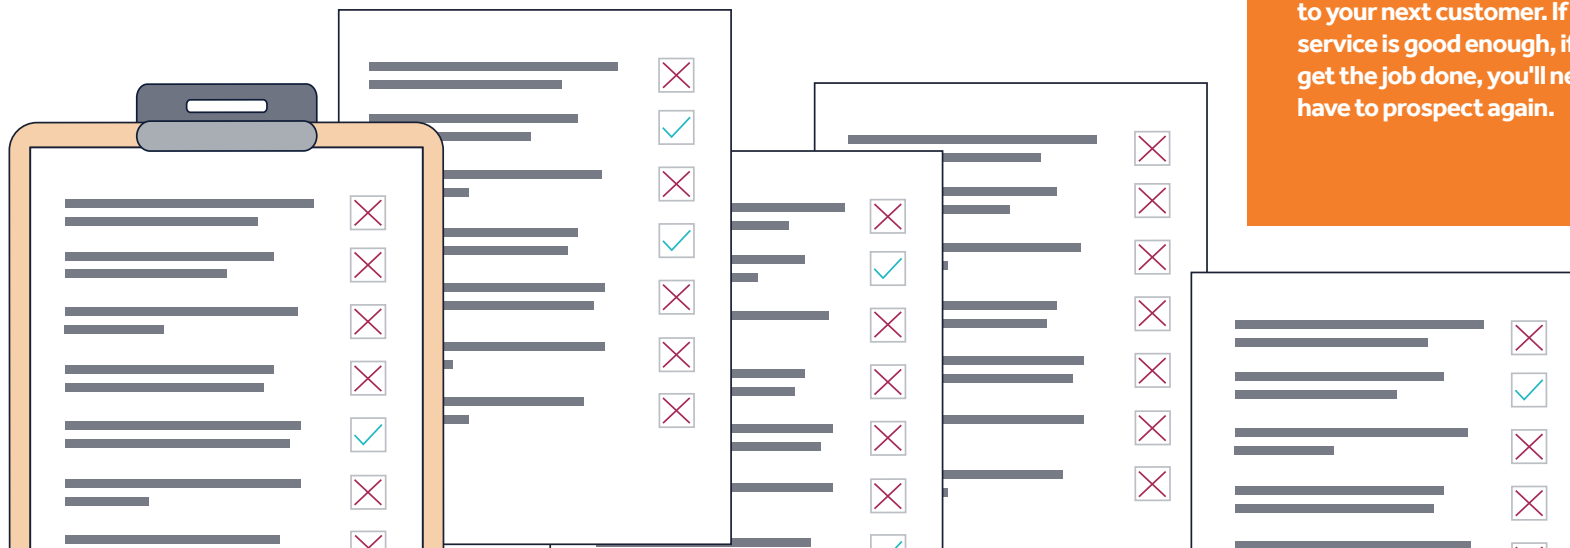 to your next customer. If
service is good enough, if
get the job done, you'll
have to prospect again.